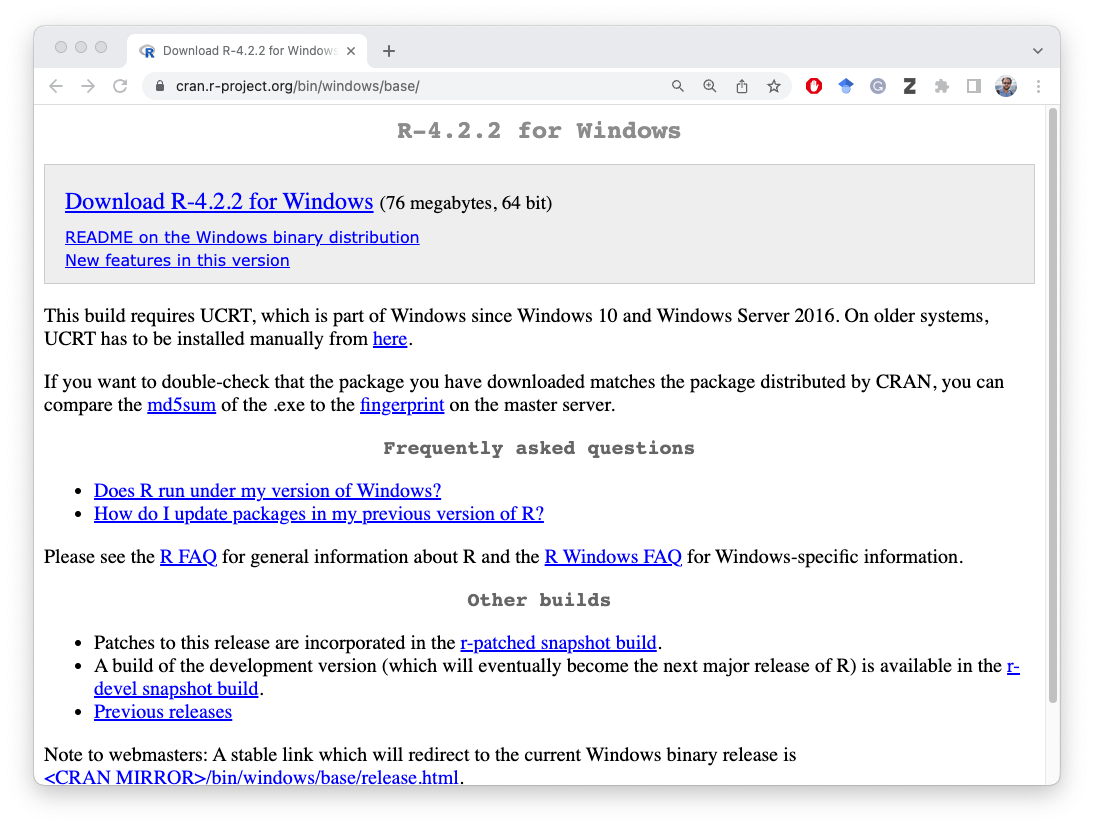 Download R-4.2.2 for Windows
cran.r-project.org/bin/windows/base/
R-4.2.2 for Windows
Download R-4.2.2 for Windows (76 megabytes, 64 bit)
README on the Windows binary distribution
New features in this version
This build requires UCRT, which is part of Windows since Windows 10 and Windows Server 2016. On older systems,
UCRT has to be installed manually from here.
If you want to double-check that the package you have downloaded matches the package distributed by CRAN, you can
compare the md5sum of the .exe to the fingerprint on the master server.
Frequently asked questions
• Does R run under my version of Windows?
• How do I update packages in my previous version of R?
Please see the R FAQ for general information about R and the R Windows FAQ for Windows-specific information.
Other builds
• Patches to this release are incorporated in the r-patched snapshot build.
• A build of the development version (which will eventually become the next major release of R) is available in the r-
devel snapshot build.
• Previous releases
Note to webmasters: A stable link which will redirect to the current Windows binary release is
<CRAN MIRROR>/bin/windows/base/release.html.